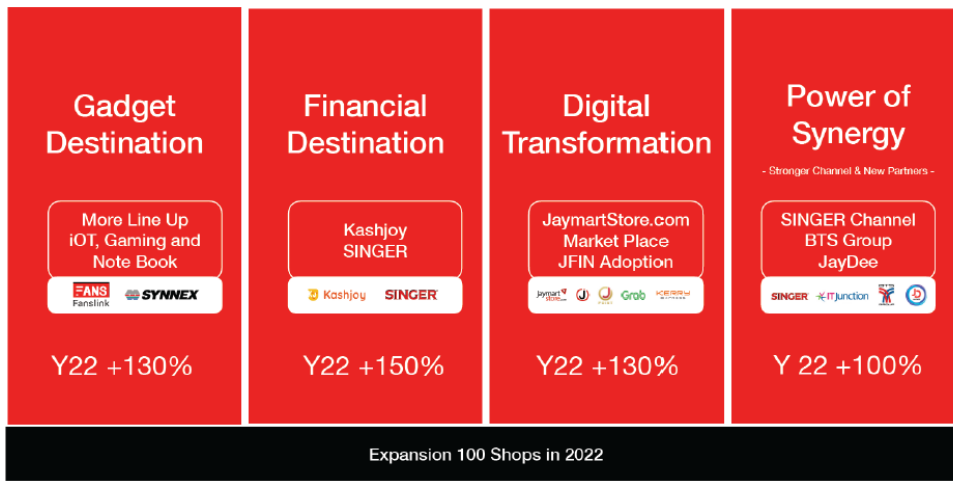 Gadget
Destination
More Line Up
iOT, Gaming and
Note Book
FANS
Fanslink
SYNNEX
Y22 +130%
Financial
Destination
Kashjoy
SINGER
Kashjoy
SINGER
Y22 +150%
Digital
Transformation
JaymartStore.com
Market Place
JFIN Adoption
jaymart
store
J
J
Grab
KERRY
EXPRESS
Y22 +130%
Power of
Synergy
- Stronger Channel & New Partners -
SINGER Channel
BTS Group
JayDee
SINGER
IT Junction
Y 22 +100%
Expansion 100 Shops in 2022